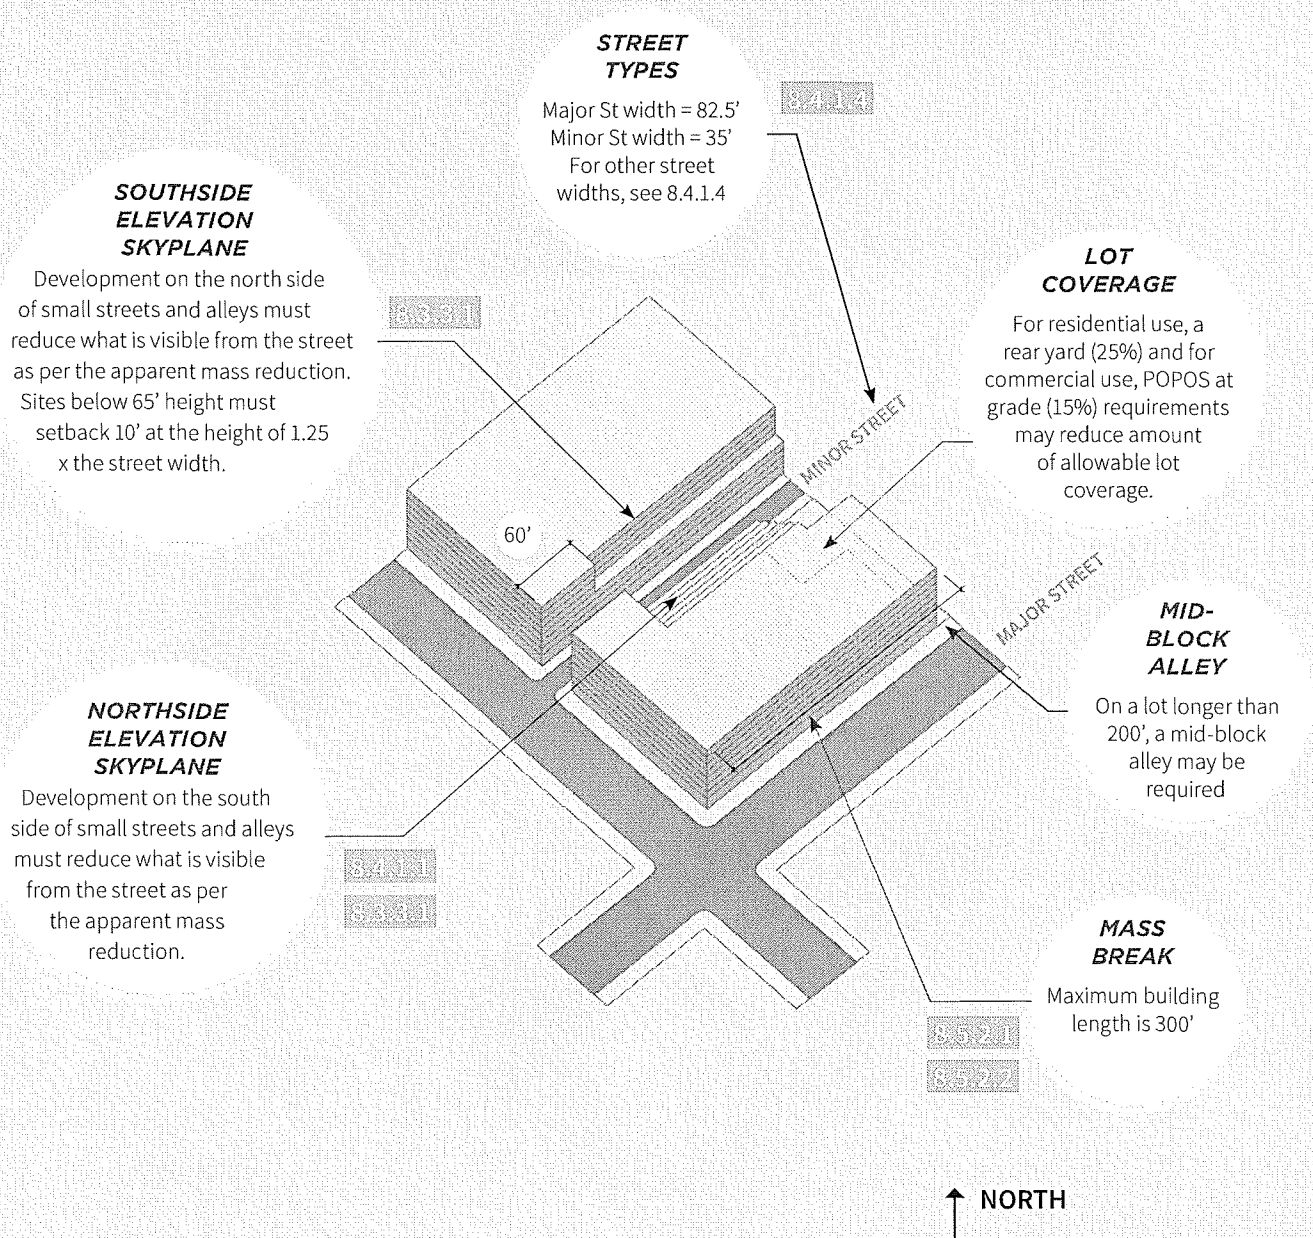 STREET
TYPES
Major St width = 82.5'
Minor St width = 35'
For other street
widths, see 8.4.1.4
8.4.1.4
SOUTHSIDE
ELEVATION
SKYPLANE
Development on the north side
of small streets and alleys must
reduce what is visible from the street
as per the apparent mass reduction.
Sites below 65' height must
setback 10' at the height of 1.25
x the street width.
8.3.3.1
LOT
COVERAGE
For residential use, a
rear yard (25%) and for
commercial use, POPOS at
grade (15%) requirements
may reduce amount
of allowable lot
coverage.
MINOR STREET
60'
MAJOR STREET
MID-
BLOCK
ALLEY
On a lot longer than
200', a mid-block
alley may be
required
NORTHSIDE
ELEVATION
SKYPLANE
Development on the south
side of small streets and alleys
must reduce what is visible
from the street as per
the apparent mass
reduction.
8.4.1.1
8.3.3.1
MASS
BREAK
Maximum building
length is 300'
8.5.2.1
8.5.2.2
NORTH